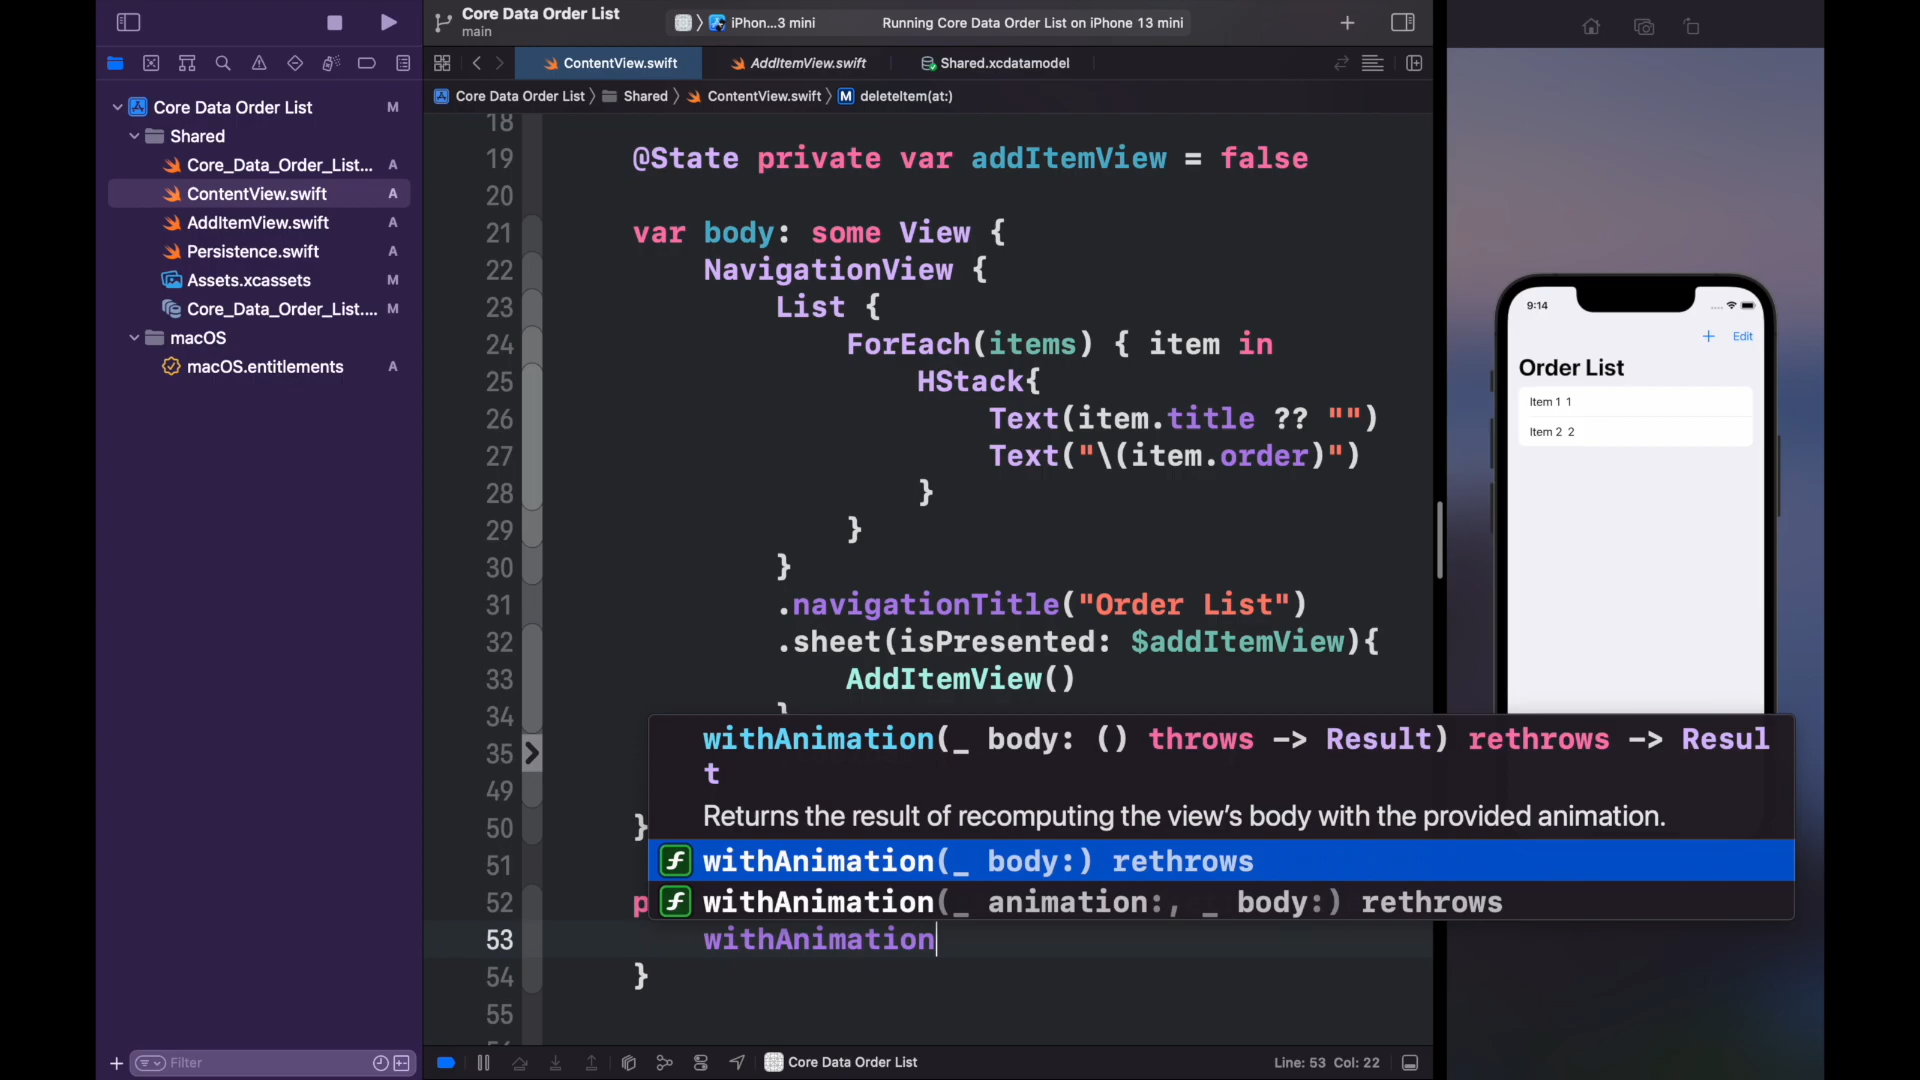 Core Data Order List
main
iPhon...3 mini
Running Core Data Order List on iPhone 13 mini
ContentView.swift
AddItemView.swift
Shared.xcdatamodel
Core Data Order List
Shared
ContentView.swift
M
deleteItem(at:)
Core Data Order List
M
Shared
Core_Data_Order_List...
A
ContentView.swift
A
AddItemView.swift
A
Persistence.swift
A
Assets.xcassets
M
Core_Data_Order_List....
M
macOS
macOS.entitlements
A
18
19 @State private var addItemView = false
20
21 var body: some View {
22 NavigationView {
23 List {
24 ForEach(items) { item in
25 HStack{
26 Text(item.title ?? "")
27 Text("\(item.order)")
28 }
29 }
30 }
31 .navigationTitle("Order List")
32 .sheet(isPresented: $addItemView){
33 AddItemView()
34 }
35
49
50 }
51
52 p
53 withAnimation
54 }
55
withAnimation(_ body: () throws -> Result) rethrows -> Resul
t
Returns the result of recomputing the view's body with the provided animation.
f withAnimation(_ body:) rethrows
f withAnimation(_ animation:, _ body:) rethrows
9:14
+ Edit
Order List
Item 1 1
Item 2 2
Filter
Core Data Order List
Line: 53 Col: 22